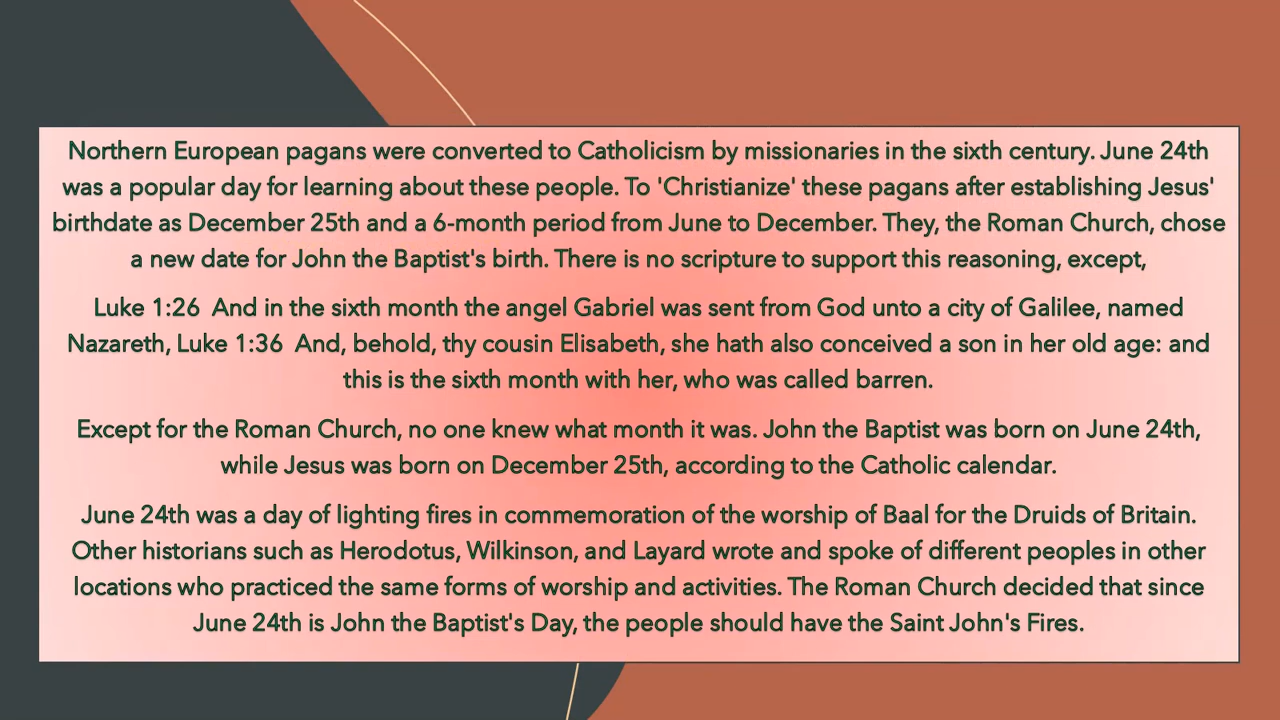 Northern European pagans were converted to Catholicism by missionaries in the sixth century. June 24th
was a popular day for learning about these people. To 'Christianize' these pagans after establishing Jesus'
birthdate as December 25th and a 6-month period from June to December. They, the Roman Church, chose
a new date for John the Baptist's birth. There is no scripture to support this reasoning, except,
Luke 1:26  And in the sixth month the angel Gabriel was sent from God unto a city of Galilee, named
Nazareth, Luke 1:36  And, behold, thy cousin Elisabeth, she hath also conceived a son in her old age: and
this is the sixth month with her, who was called barren.
Except for the Roman Church, no one knew what month it was. John the Baptist was born on June 24th,
while Jesus was born on December 25th, according to the Catholic calendar.
June 24th was a day of lighting fires in commemoration of the worship of Baal for the Druids of Britain.
Other historians such as Herodotus, Wilkinson, and Layard wrote and spoke of different peoples in other
locations who practiced the same forms of worship and activities. The Roman Church decided that since
June 24th is John the Baptist's Day, the people should have the Saint John's Fires.